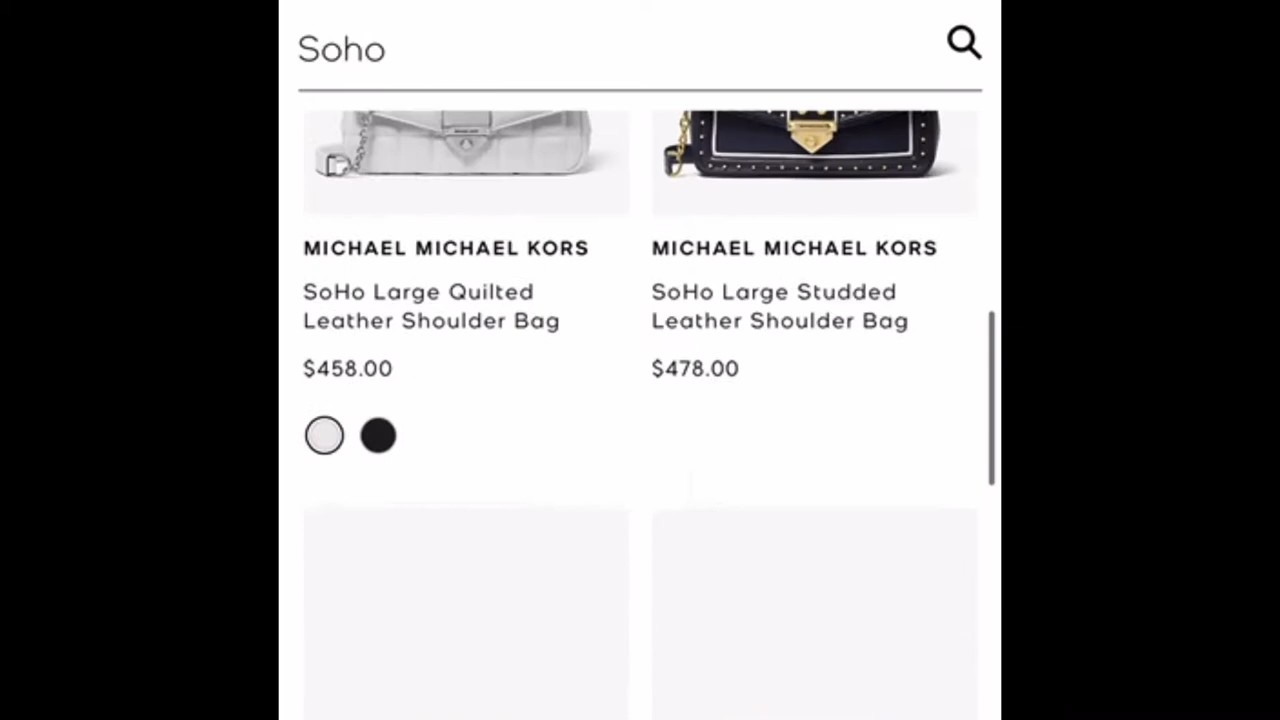 Soho
MICHAEL MICHAEL KORS
SoHo Large Quilted
Leather Shoulder Bag
$458.00
MICHAEL MICHAEL KORS
SoHo Large Studded
Leather Shoulder Bag
$478.00